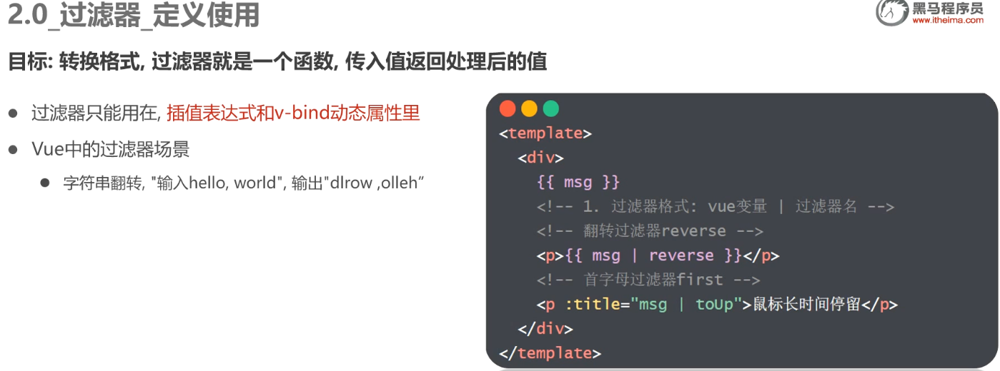 2.0_过滤器_定义使用
黑马程序员
www.itheima.com
目标: 转换格式, 过滤器就是一个函数, 传入值返回处理后的值
过滤器只能用在, 插值表达式和v-bind动态属性里
Vue中的过滤器场景
字符串翻转, "输入hello, world", 输出"dlrow ,olleh”
<template>
<div>
{{ msg }}
<!-- 1. 过滤器格式: vue变量 | 过滤器名 -->
<!-- 翻转过滤器reverse -->
<p>{{ msg | reverse }}</p>
<!-- 首字母过滤器first -->
<p :title="msg | toUp">鼠标长时间停留</p>
</div>
</template>